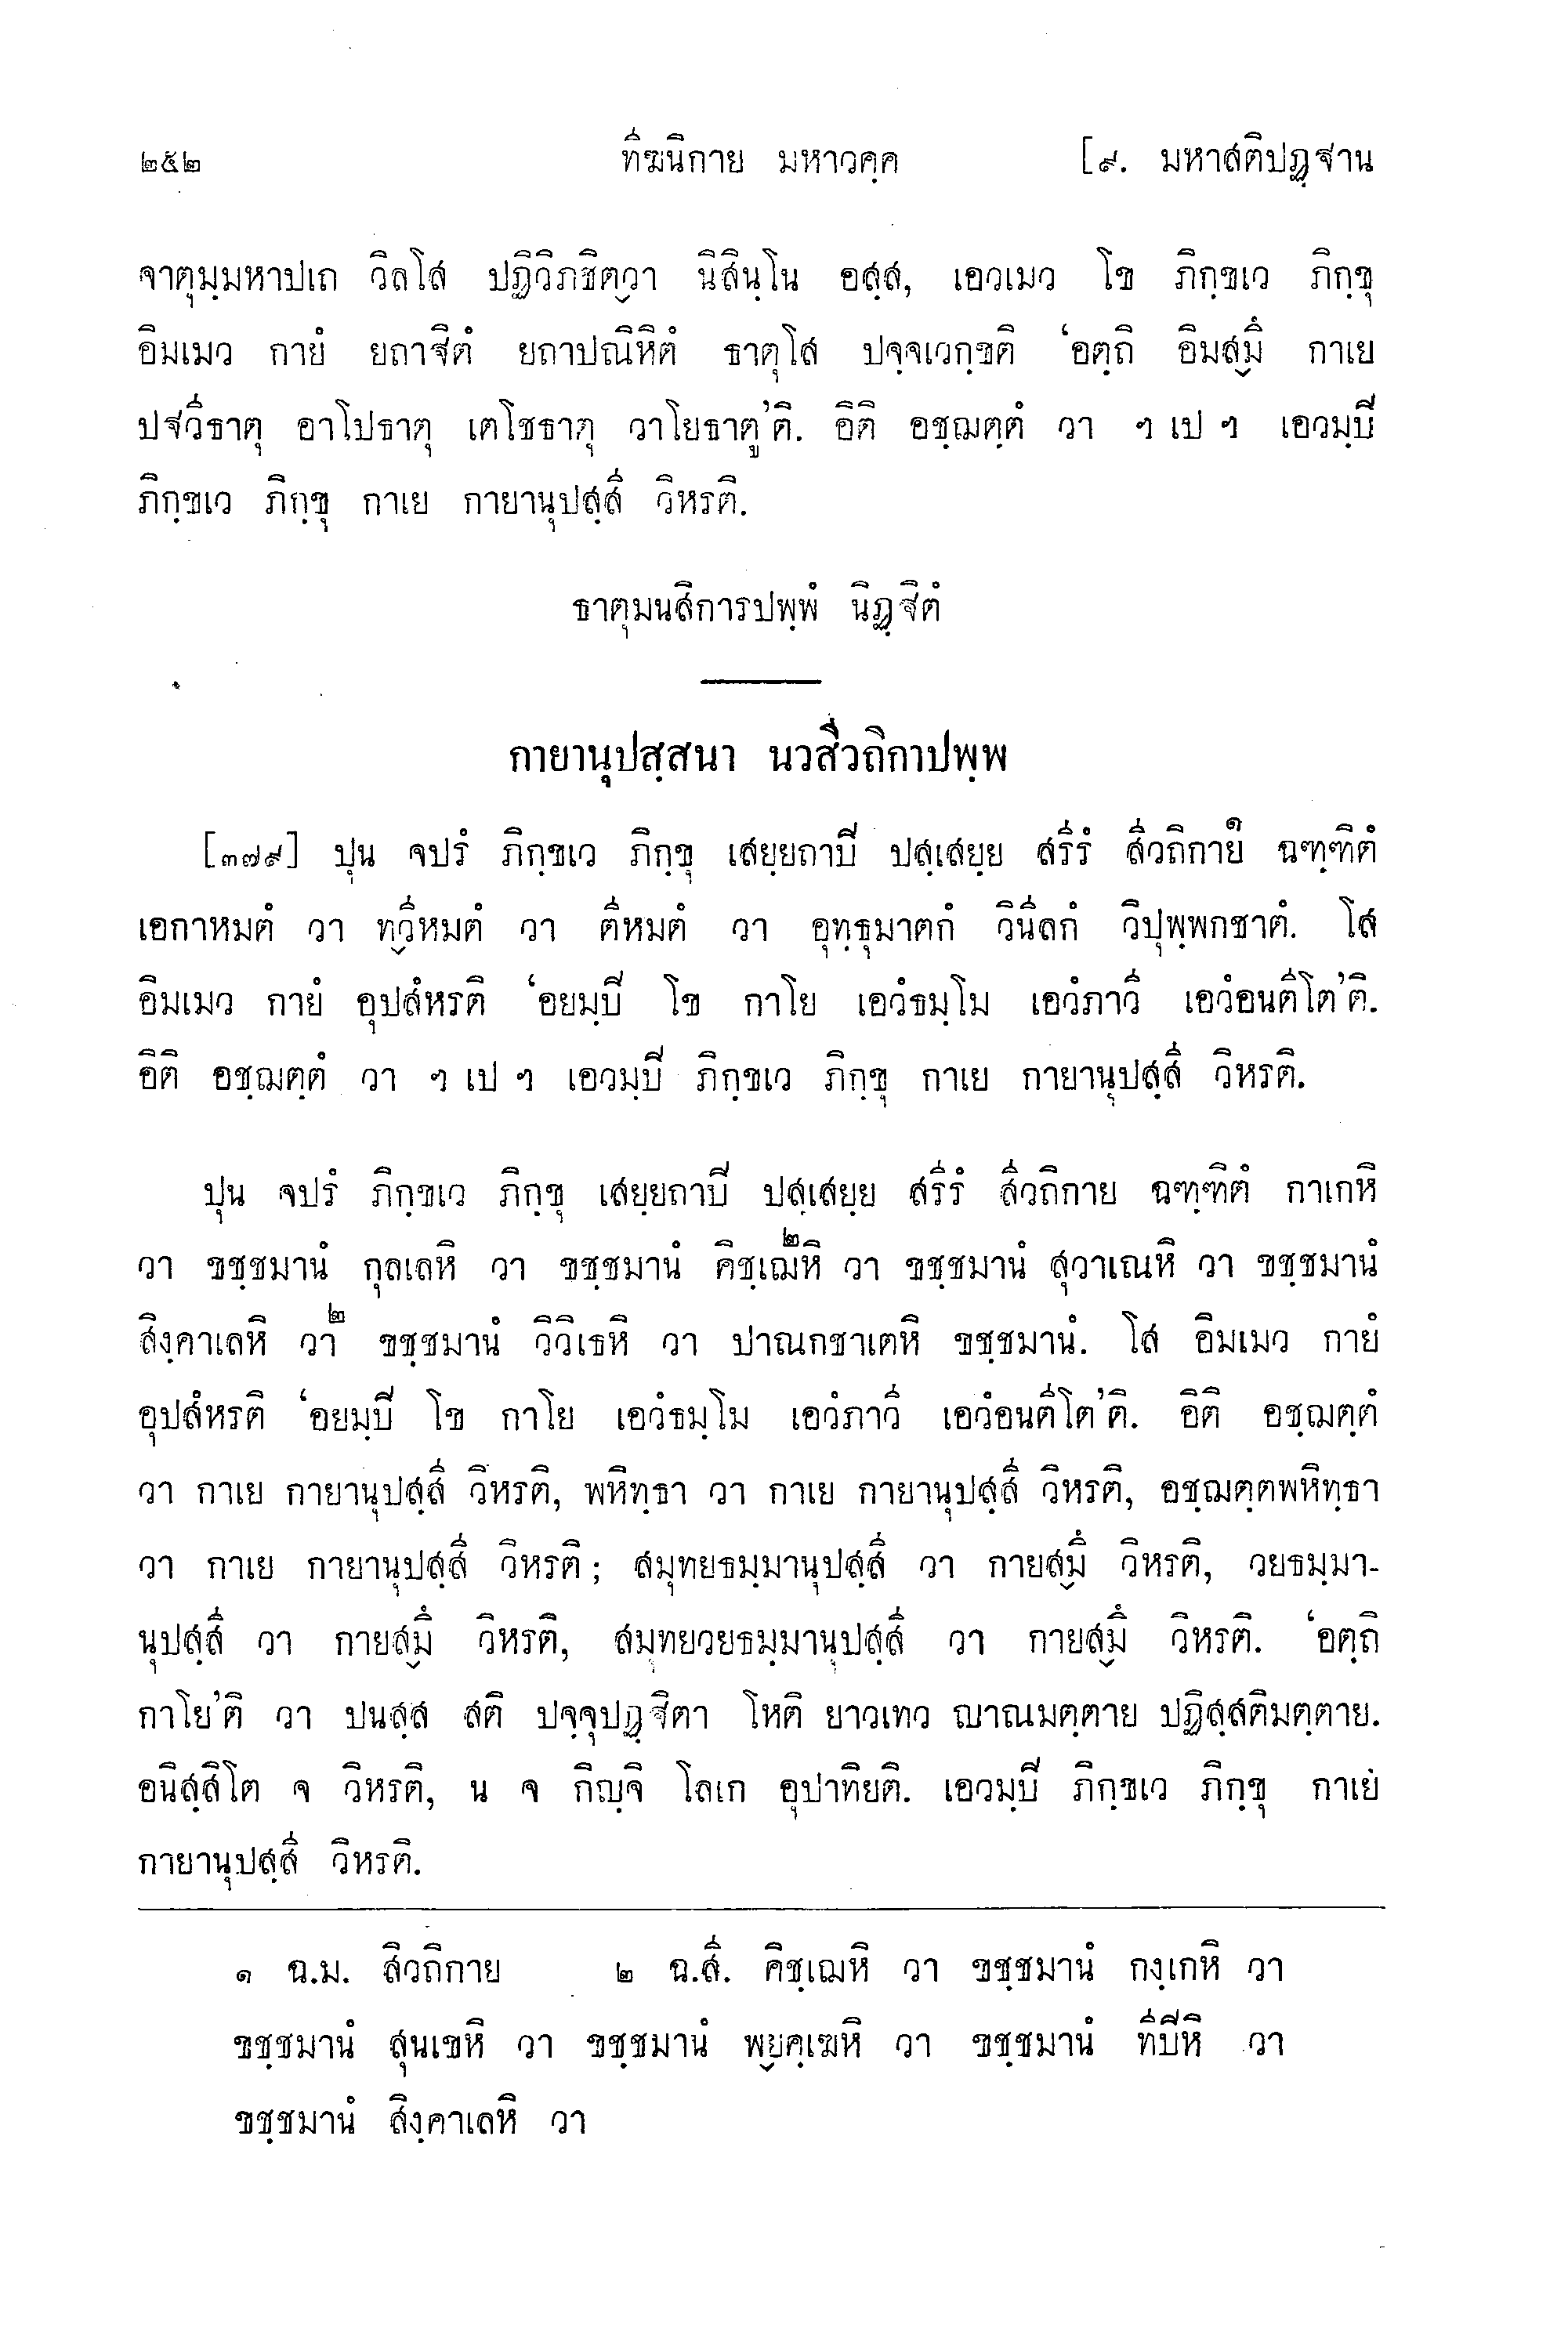 ๒๕๒ ทีฆนิกาย มหาวคฺค [๙. มหาสติปฏฺฐาน
จาตุมฺมหาปเถ วิลโส ปฏิวิภชิตฺวา นิสินฺโน อสฺส, เอวเมว โข ภิกฺขเว ภิกฺขุ
อิมเมว กายํ ยถาฐิตํ ยถาปณิหิตํ ธาตุโส ปจฺจเวกฺขติ ‘อตฺถิ อิมสฺมึ กาเย
ปฐวีธาตุ อาโปธาตุ เตโชธาตุ วาโยธาตู’ติ. อิติ อชฺฌตฺตํ วา ฯ เป ฯ เอวมฺปิ
ภิกฺขเว ภิกฺขุ กาเย กายานุปสฺสี วิหรติ.
ธาตุมนสิการปพฺพํ นิฏฺฐิตํ
กายานุปสฺสนา นวสีวถิกาปพฺพ
[๓๗๙] ปุน จปรํ ภิกฺขเว ภิกฺขุ เสยฺยถาปิ ปสฺเสยฺย สรีรํ สีวถิกาย๑ ฉฑฺฑิตํ
เอกาหมตํ วา ทฺวีหมตํ วา ตีหมตํ วา อุทฺธุมาตกํ วินีลกํ วิปุพฺพกชาตํ. โส
อิมเมว กายํ อุปสํหรติ ‘อยมฺปิ โข กาโย เอวํธมฺโม เอวํภาวี เอวํอนตีโต’ติ.
อิติ อชฺฌตฺตํ วา ฯ เป ฯ เอวมฺปิ ภิกฺขเว ภิกฺขุ กาเย กายานุปสฺสี วิหรติ.
ปุน จปรํ ภิกฺขเว ภิกฺขุ เสยฺยถาปิ ปสฺเสยฺย สรีรํ สีวถิกาย ฉฑฺฑิตํ กาเกหิ
วา ขชฺชมานํ กุลเลหิ วา ขชฺชมานํ คิชฺเฌหิ๒ วา ขชฺชมานํ สุวาเณหิ วา ขชฺชมานํ
สิงฺคาเลหิ วา๒ ขชฺชมานํ วิวิเธหิ วา ปาณกชาเตหิ ขชฺชมานํ. โส อิมเมว กายํ
อุปสํหรติ ‘อยมฺปิ โข กาโย เอวํธมฺโม เอวํภาวี เอวํอนตีโต’ติ. อิติ อชฺฌตฺตํ
วา กาเย กายานุปสฺสี วิหรติ, พหิทฺธา วา กาเย กายานุปสฺสี วิหรติ, อชฺฌตฺตพหิทฺธา
วา กาเย กายานุปสฺสี วิหรติ; สมุทยธมฺมานุปสฺสี วา กายสฺมึ วิหรติ, วยธมฺมา-
นุปสฺสี วา กายสฺมึ วิหรติ, สมุทยวยธมฺมานุปสฺสี วา กายสฺมึ วิหรติ. ‘อตฺถิ
กาโย’ติ วา ปนสฺส สติ ปจฺจุปฏฺฐิตา โหติ ยาวเทว ญาณมตฺตาย ปฏิสฺสติมตฺตาย.
อนิสฺสิโต จ วิหรติ, น จ กิญฺจิ โลเก อุปาทิยติ. เอวมฺปิ ภิกฺขเว ภิกฺขุ กาเย
กายานุปสฺสี วิหรติ.
๑ ฉ.ม. สิวถิกาย ๒ ฉ.สี. คิชฺเฌหิ วา ขชฺชมานํ กงฺเกหิ วา
ขชฺชมานํ สุนเขหิ วา ขชฺชมานํ พฺยคฺเฆหิ วา ขชฺชมานํ ทีปีหิ วา
ขชฺชมานํ สิงฺคาเลหิ วา